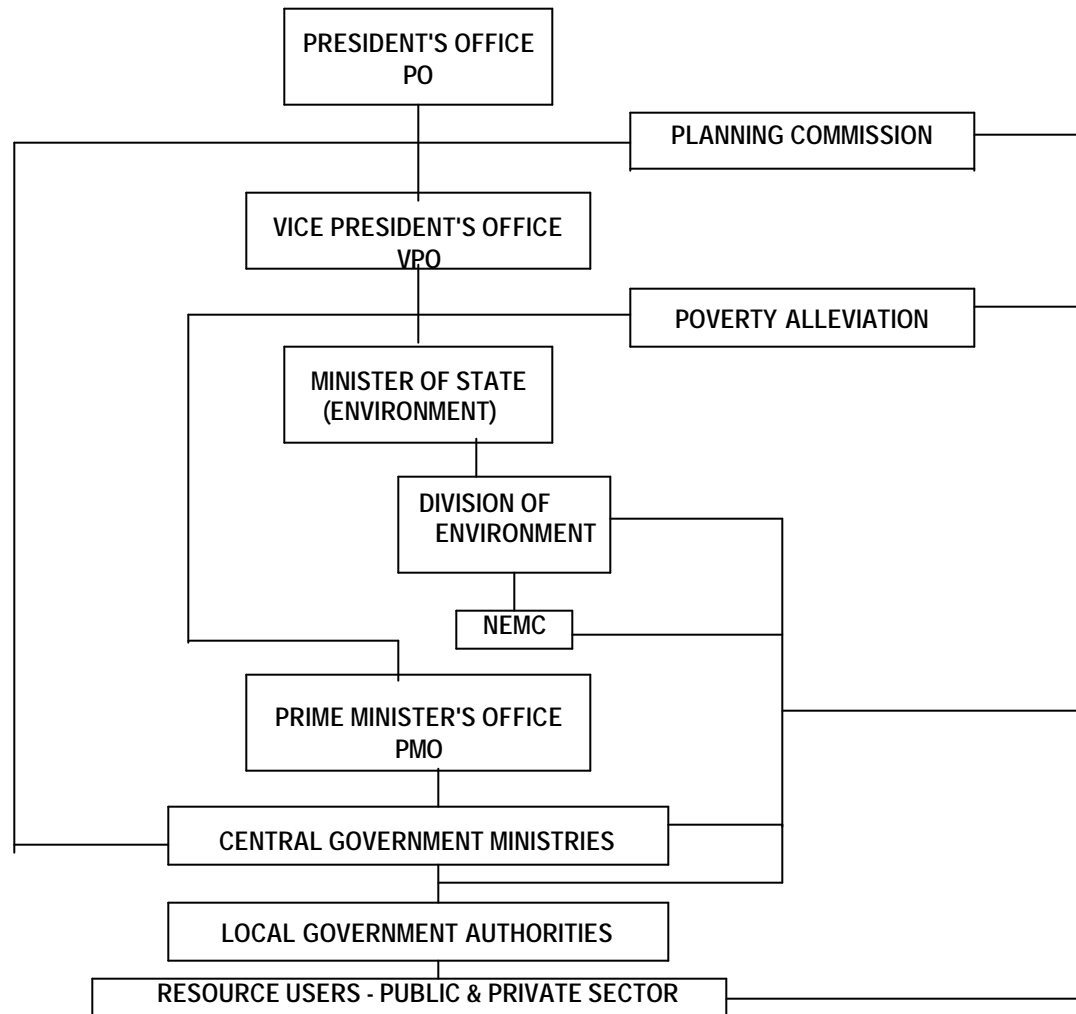 PRESIDENT'S OFFICE
PO
PLANNING COMMISSION
VICE PRESIDENT'S OFFICE
VPO
POVERTY ALLEVIATION
MINISTER OF STATE
(ENVIRONMENT)
DIVISION OF
ENVIRONMENT
NEMC
PRIME MINISTER'S OFFICE
PMO
CENTRAL GOVERNMENT MINISTRIES
LOCAL GOVERNMENT AUTHORITIES
RESOURCE USERS - PUBLIC & PRIVATE SECTOR